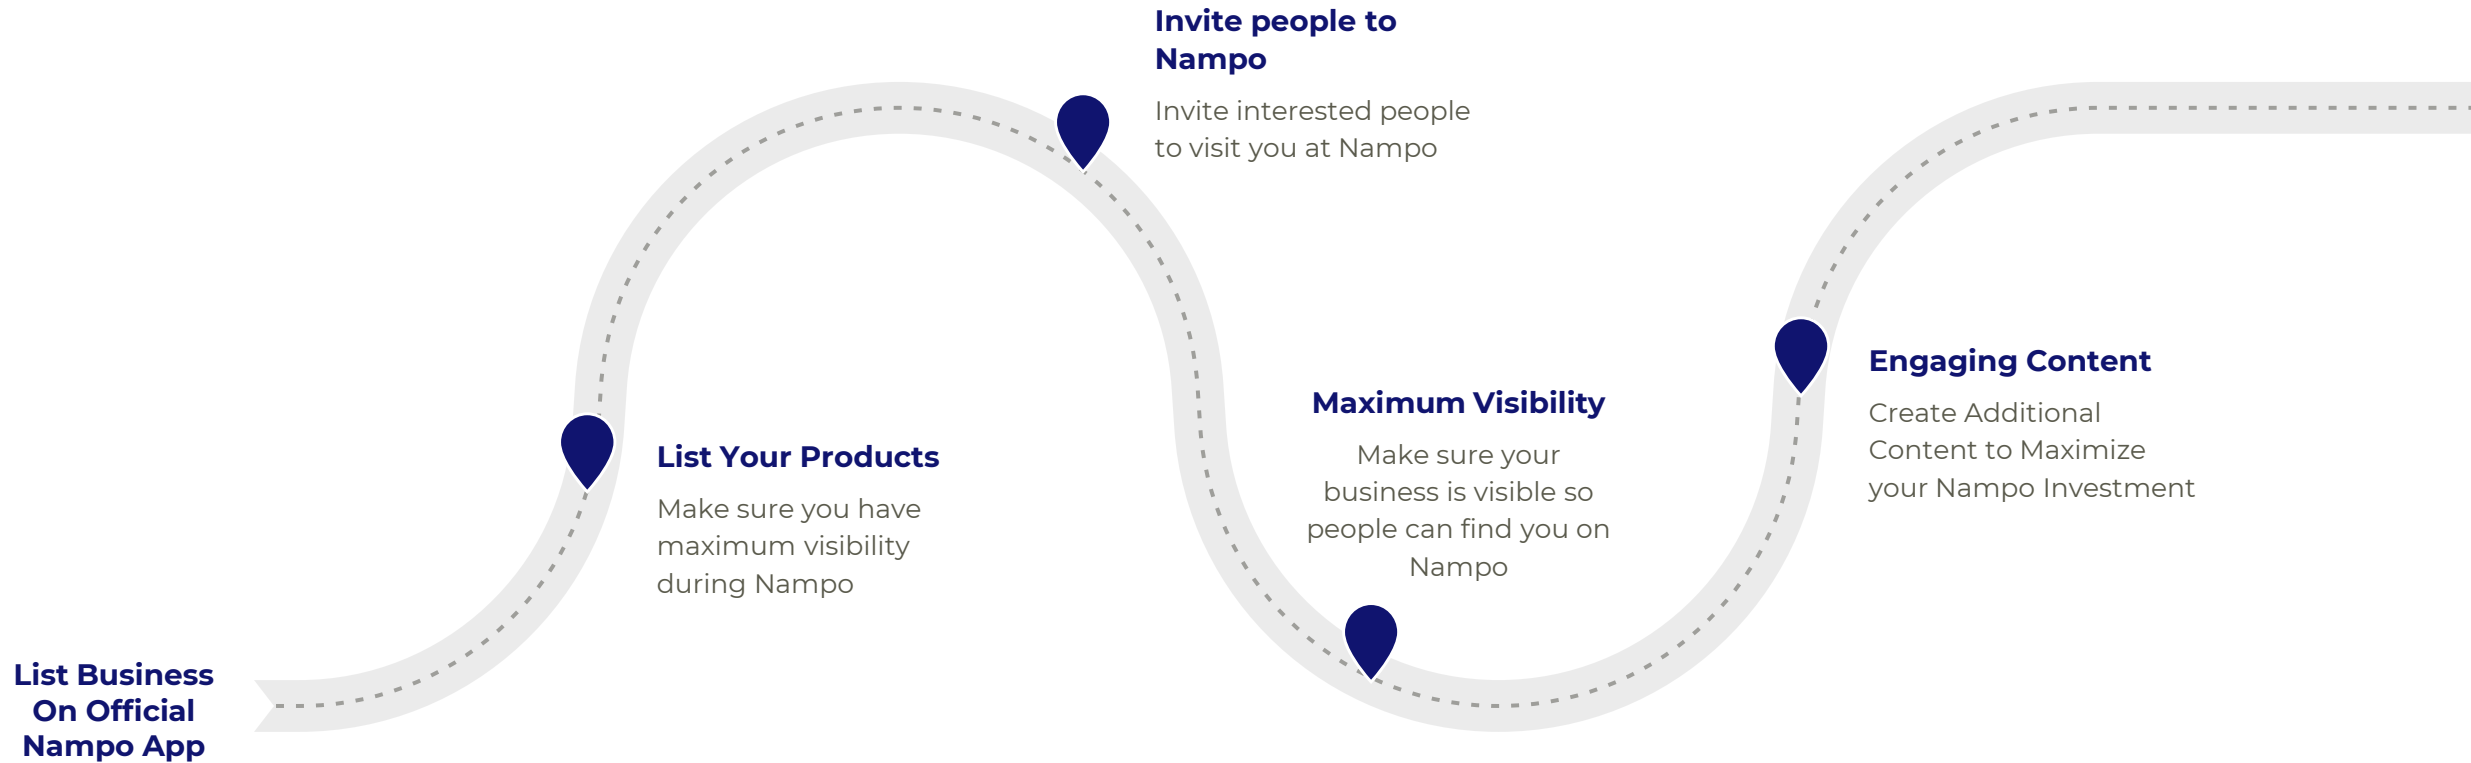 List Business
On Official
Nampo App
List Your Products
Make sure you have
maximum visibility
during Nampo
Invite people to
Nampo
Invite interested people
to visit you at Nampo
Maximum Visibility
Make sure your
business is visible so
people can find you on
Nampo
Engaging Content
Create Additional
Content to Maximize
your Nampo Investment